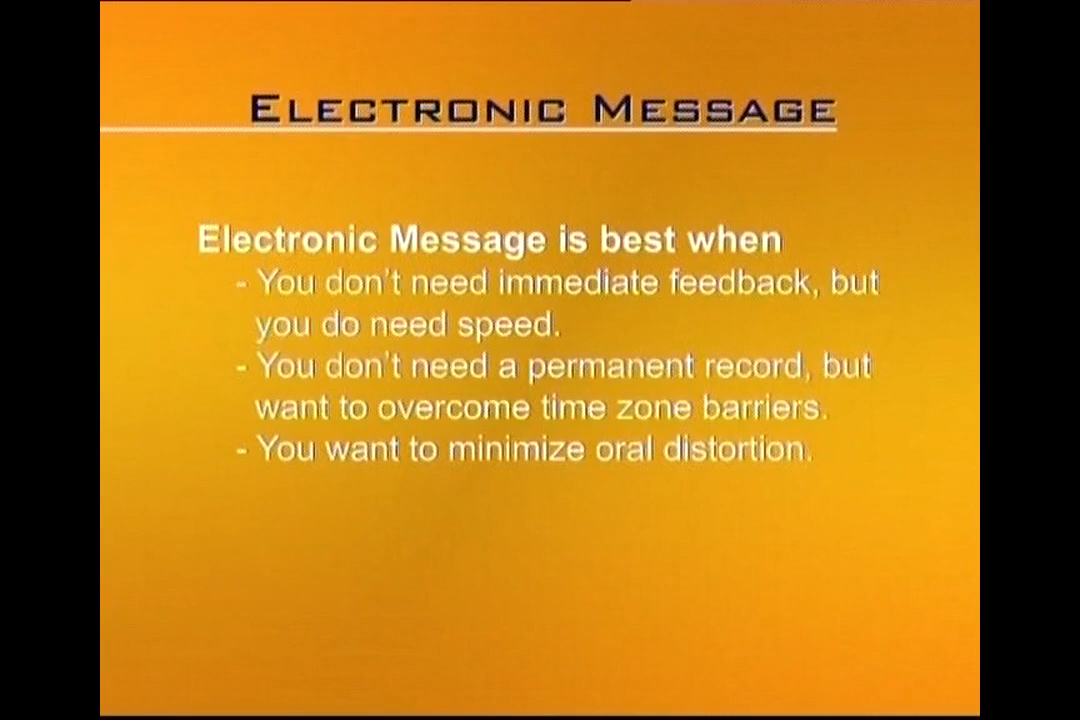 ELECTRONIC MESSAGE
Electronic Message is best when
- You don't need immediate feedback, but
you do need speed.
- You don't need a permanent record, but
want to overcome time zone barriers.
- You want to minimize oral distortion.